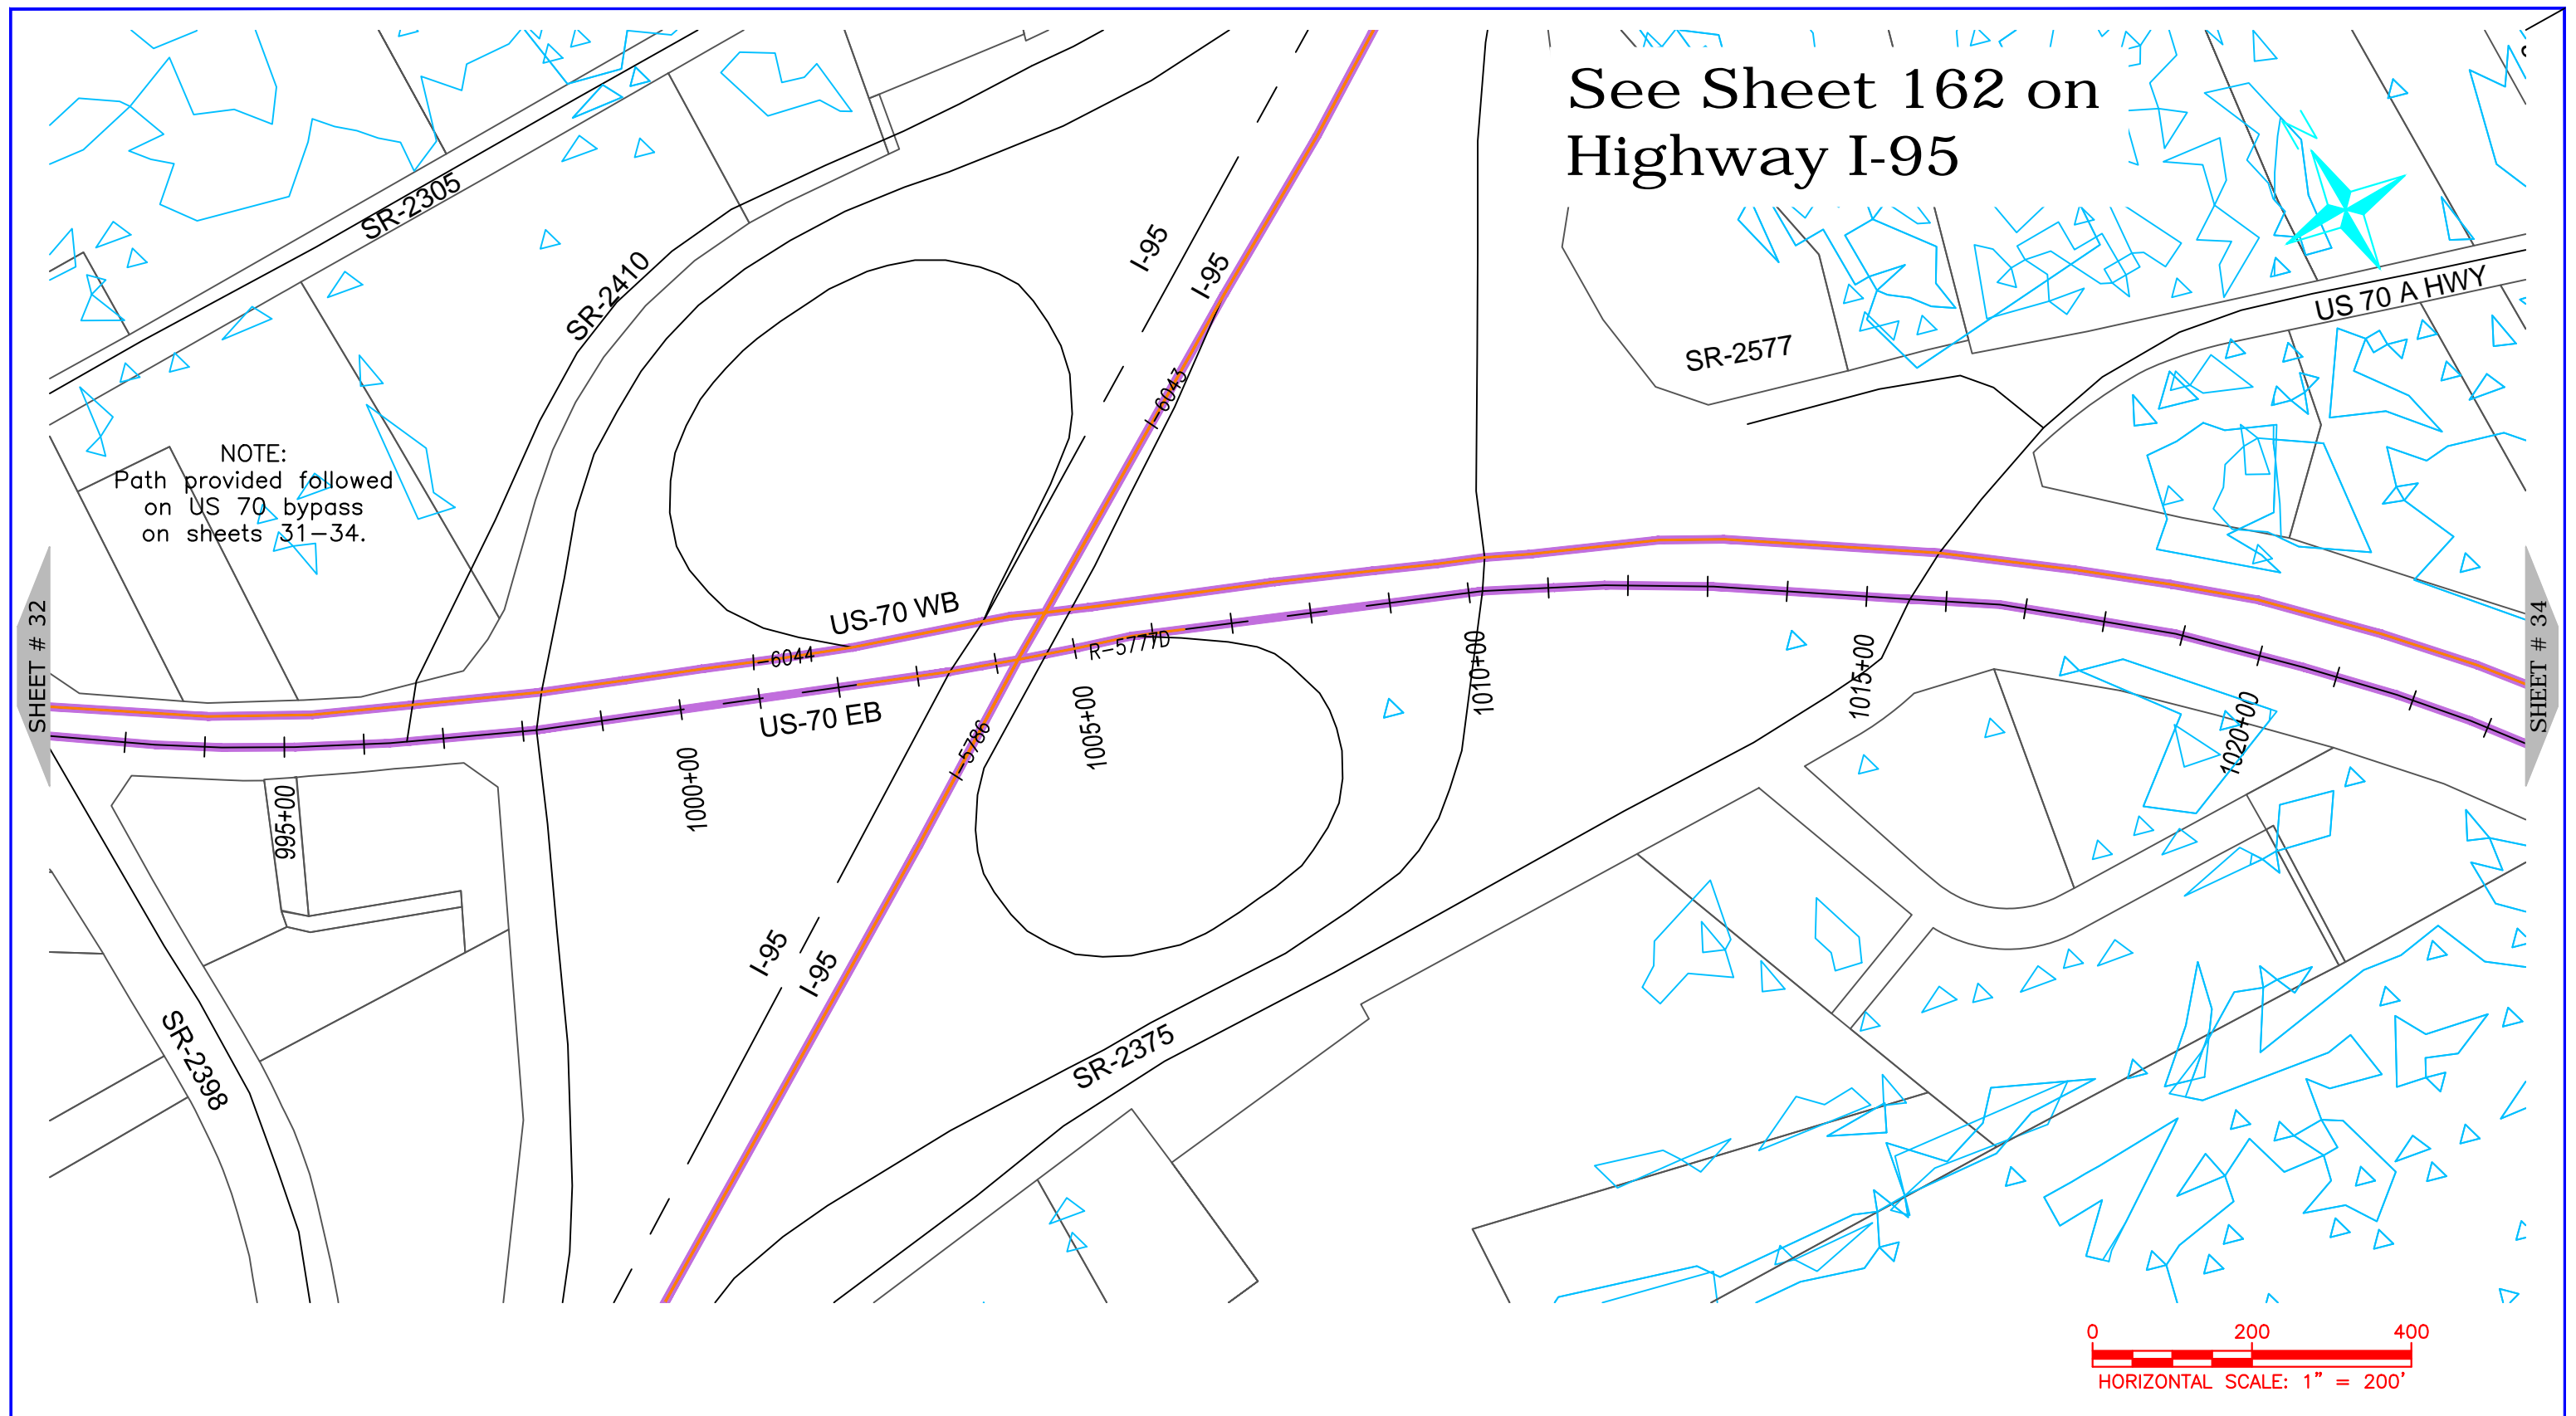 See Sheet 162 on
Highway I-95
SR-2305
SR-2410
I-95
I-95
US 70 A HWY
SR-2577
I-6043
NOTE:
Path provided followed
on US 70 bypass
on sheets 31-34.
US-70 WB
I-6044
R-5777D
US-70 EB
I-5786
SHEET # 32
SHEET # 34
995+00
1000+00
1005+00
1010+00
1015+00
1020+00
I-95
I-95
SR-2398
SR-2375
0 200 400
HORIZONTAL SCALE: 1" = 200'